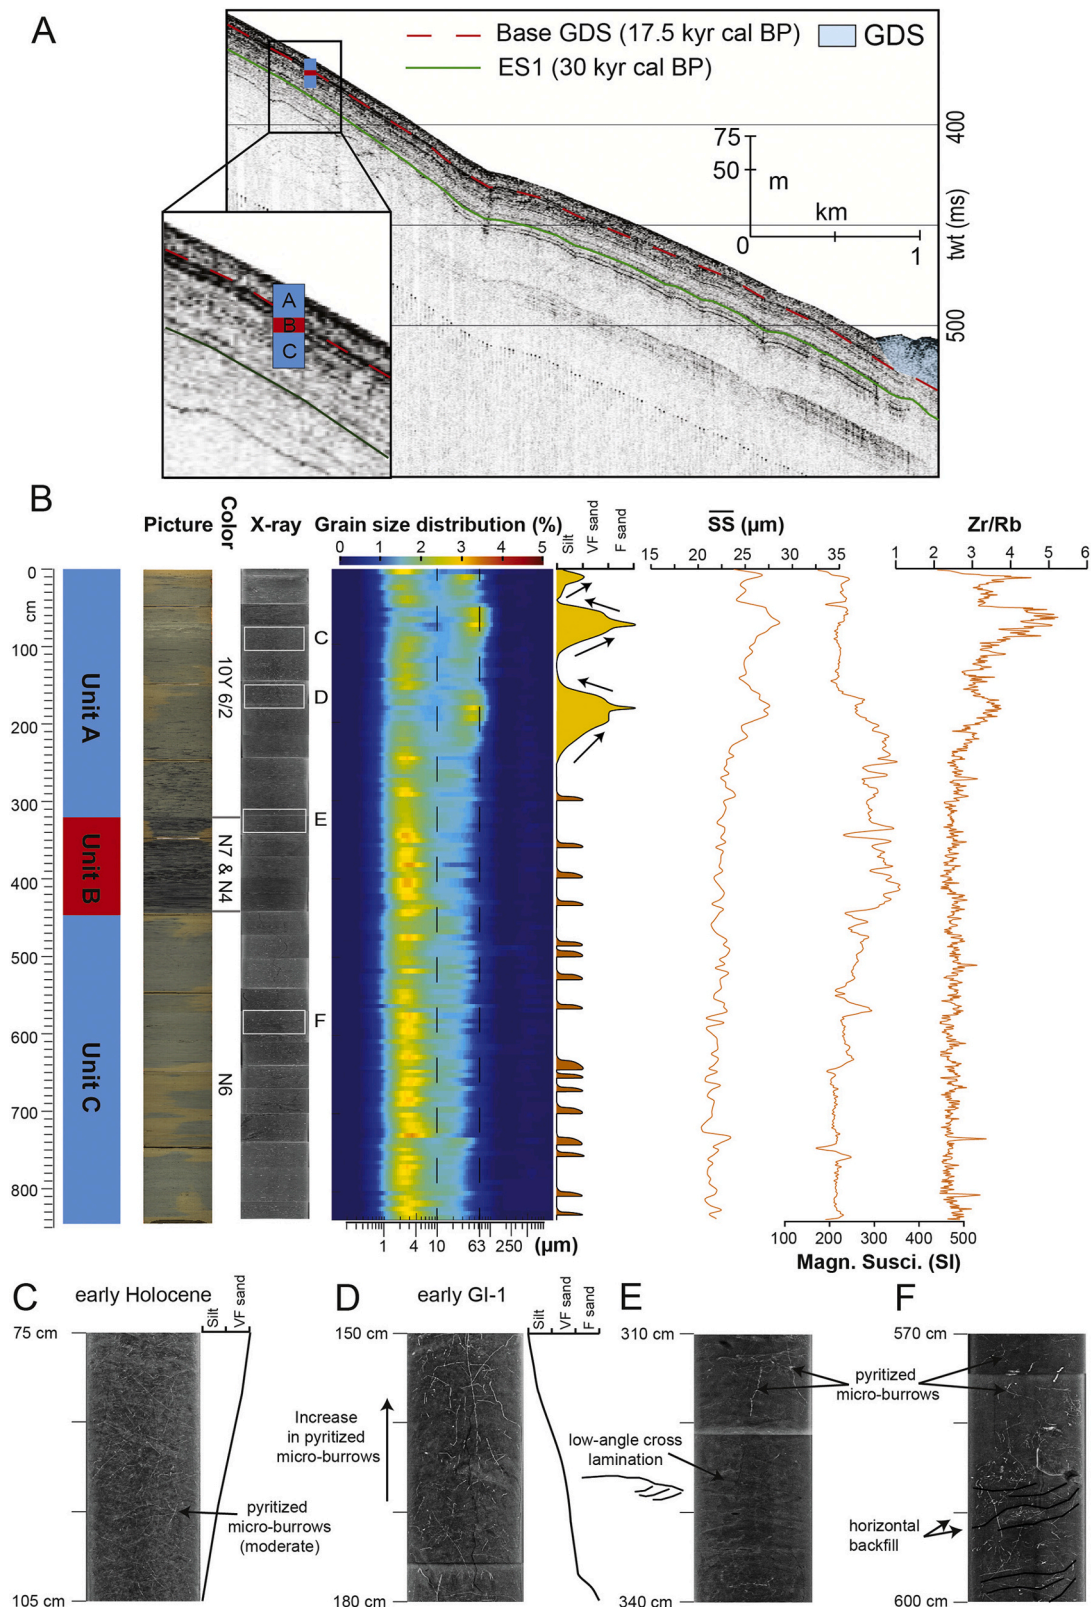 A
Base GDS (17.5 kyr cal BP)
GDS
ES1 (30 kyr cal BP)
400
75
50
m
km
0
1
twt (ms)
500
A
B
C
B
Picture
Color
X-ray
Grain size distribution (%)
0 1 2 3 4 5
Silt
VF sand
F sand
SS (µm)
15 20 25 30 35
Zr/Rb
1 2 3 4 5 6
0
cm
100
200
300
400
500
600
700
800
Unit A
Unit B
Unit C
10Y 6/2
N7 & N4
N6
C
D
E
F
1 4 10 63 250 (µm)
100 200 300 400 500
Magn. Susci. (SI)
C
early Holocene
Silt
VF sand
75 cm
pyritized
micro-burrows
(moderate)
105 cm
D
early GI-1
Silt
VF sand
F sand
150 cm
Increase
in pyritized
micro-burrows
180 cm
E
310 cm
pyritized
micro-burrows
low-angle cross
lamination
340 cm
F
570 cm
horizontal
backfill
600 cm